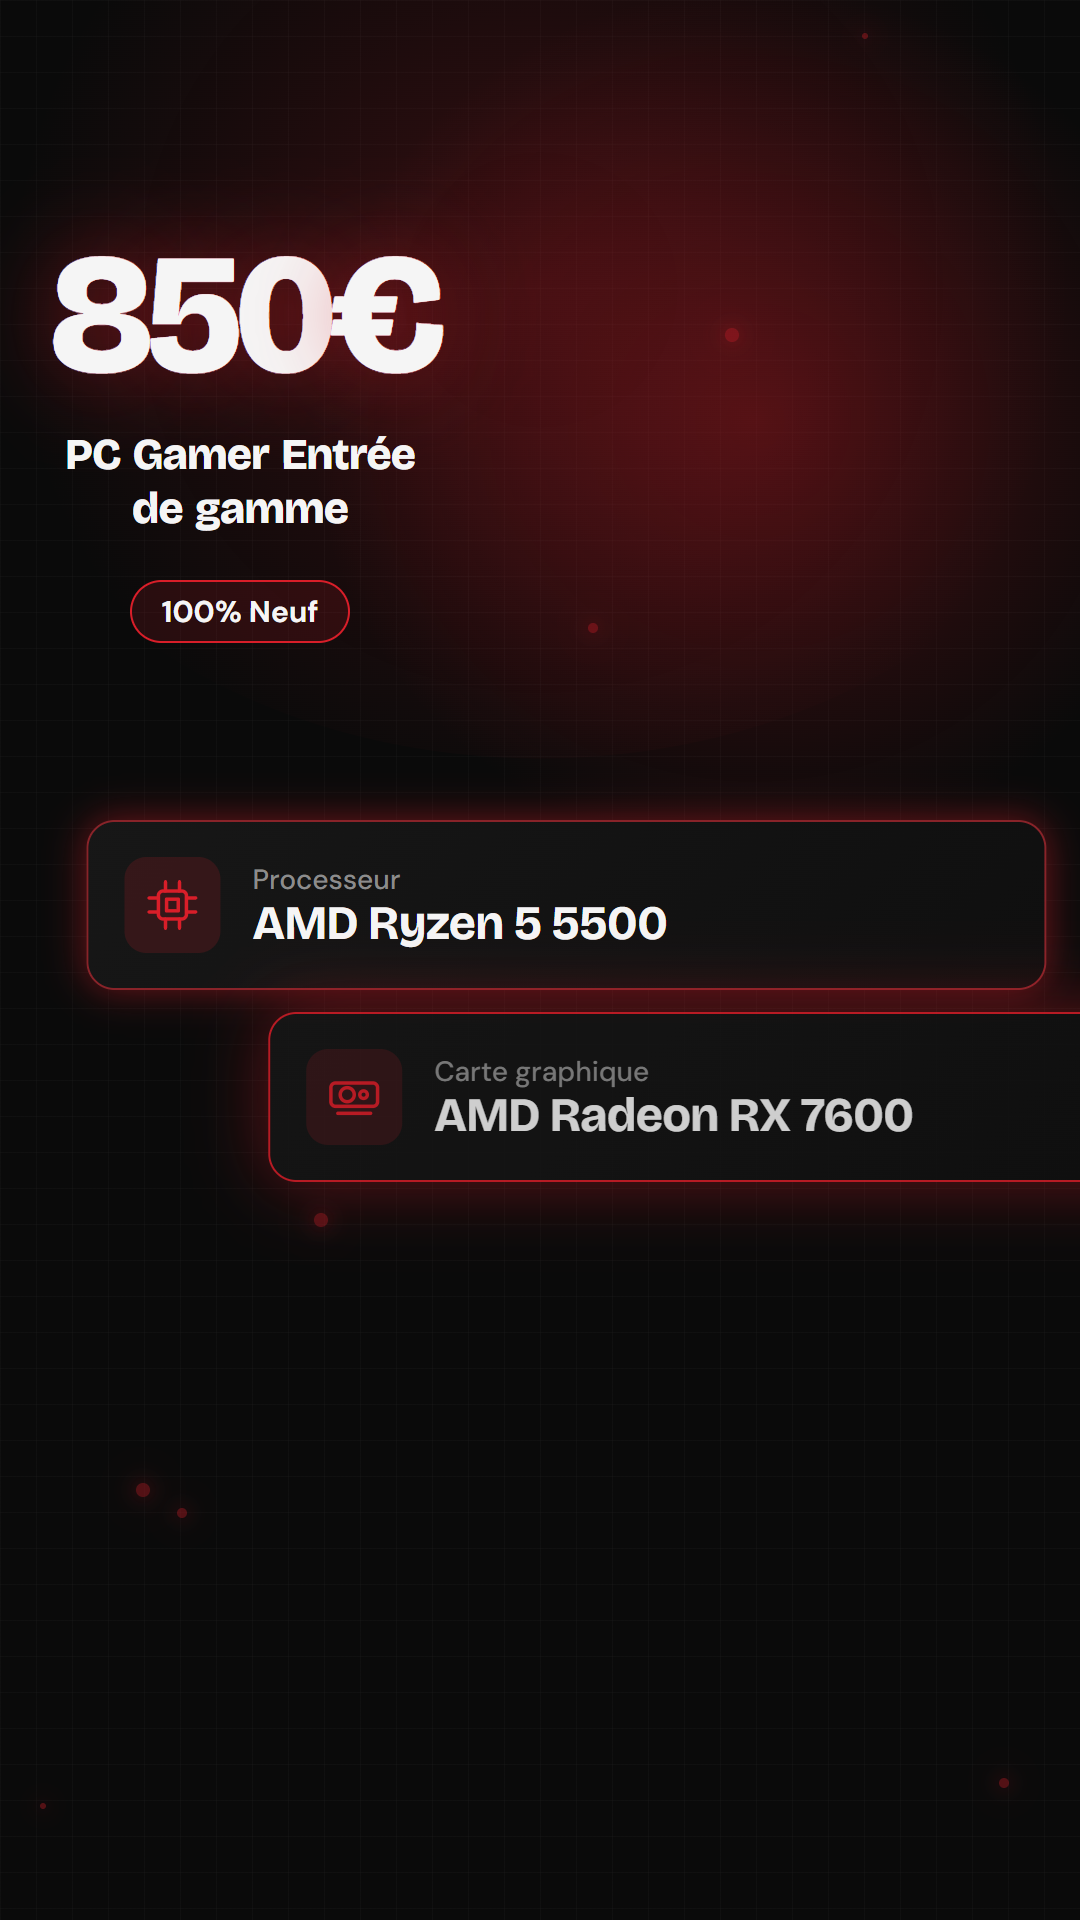 850€
PC Gamer Entrée
de gamme
100% Neuf
Processeur
AMD Ryzen 5 5500
Carte graphique
AMD Radeon RX 7600